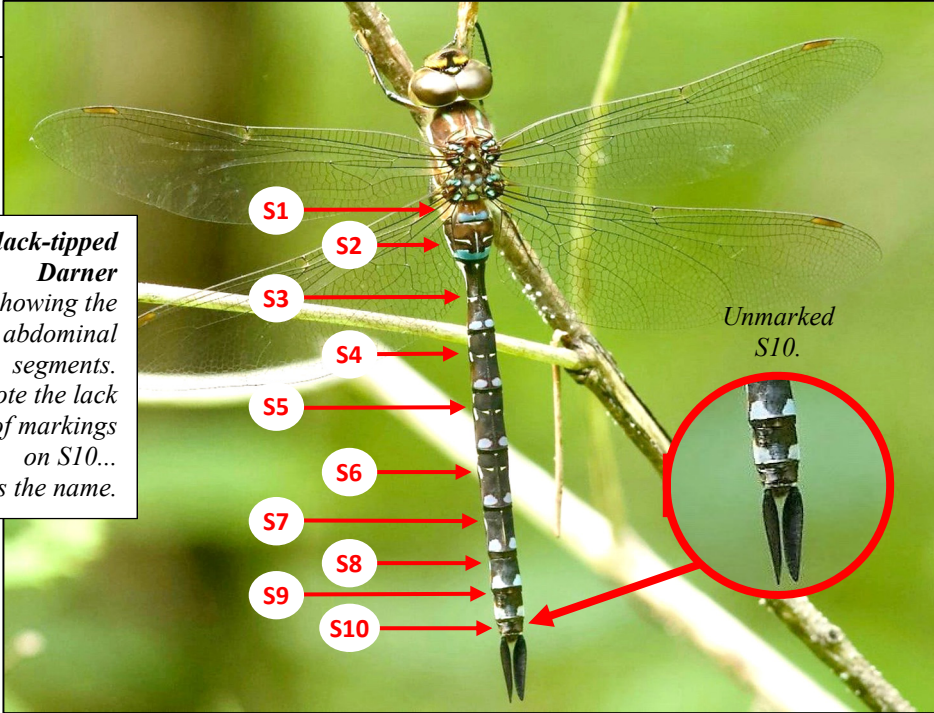 lack-tipped
Darner
howing the
abdominal
segments.
ote the lack
of markings
on S10...
s the name.
S1
S2
S3
S4
S5
S6
S7
S8
S9
S10
Unmarked
S10.